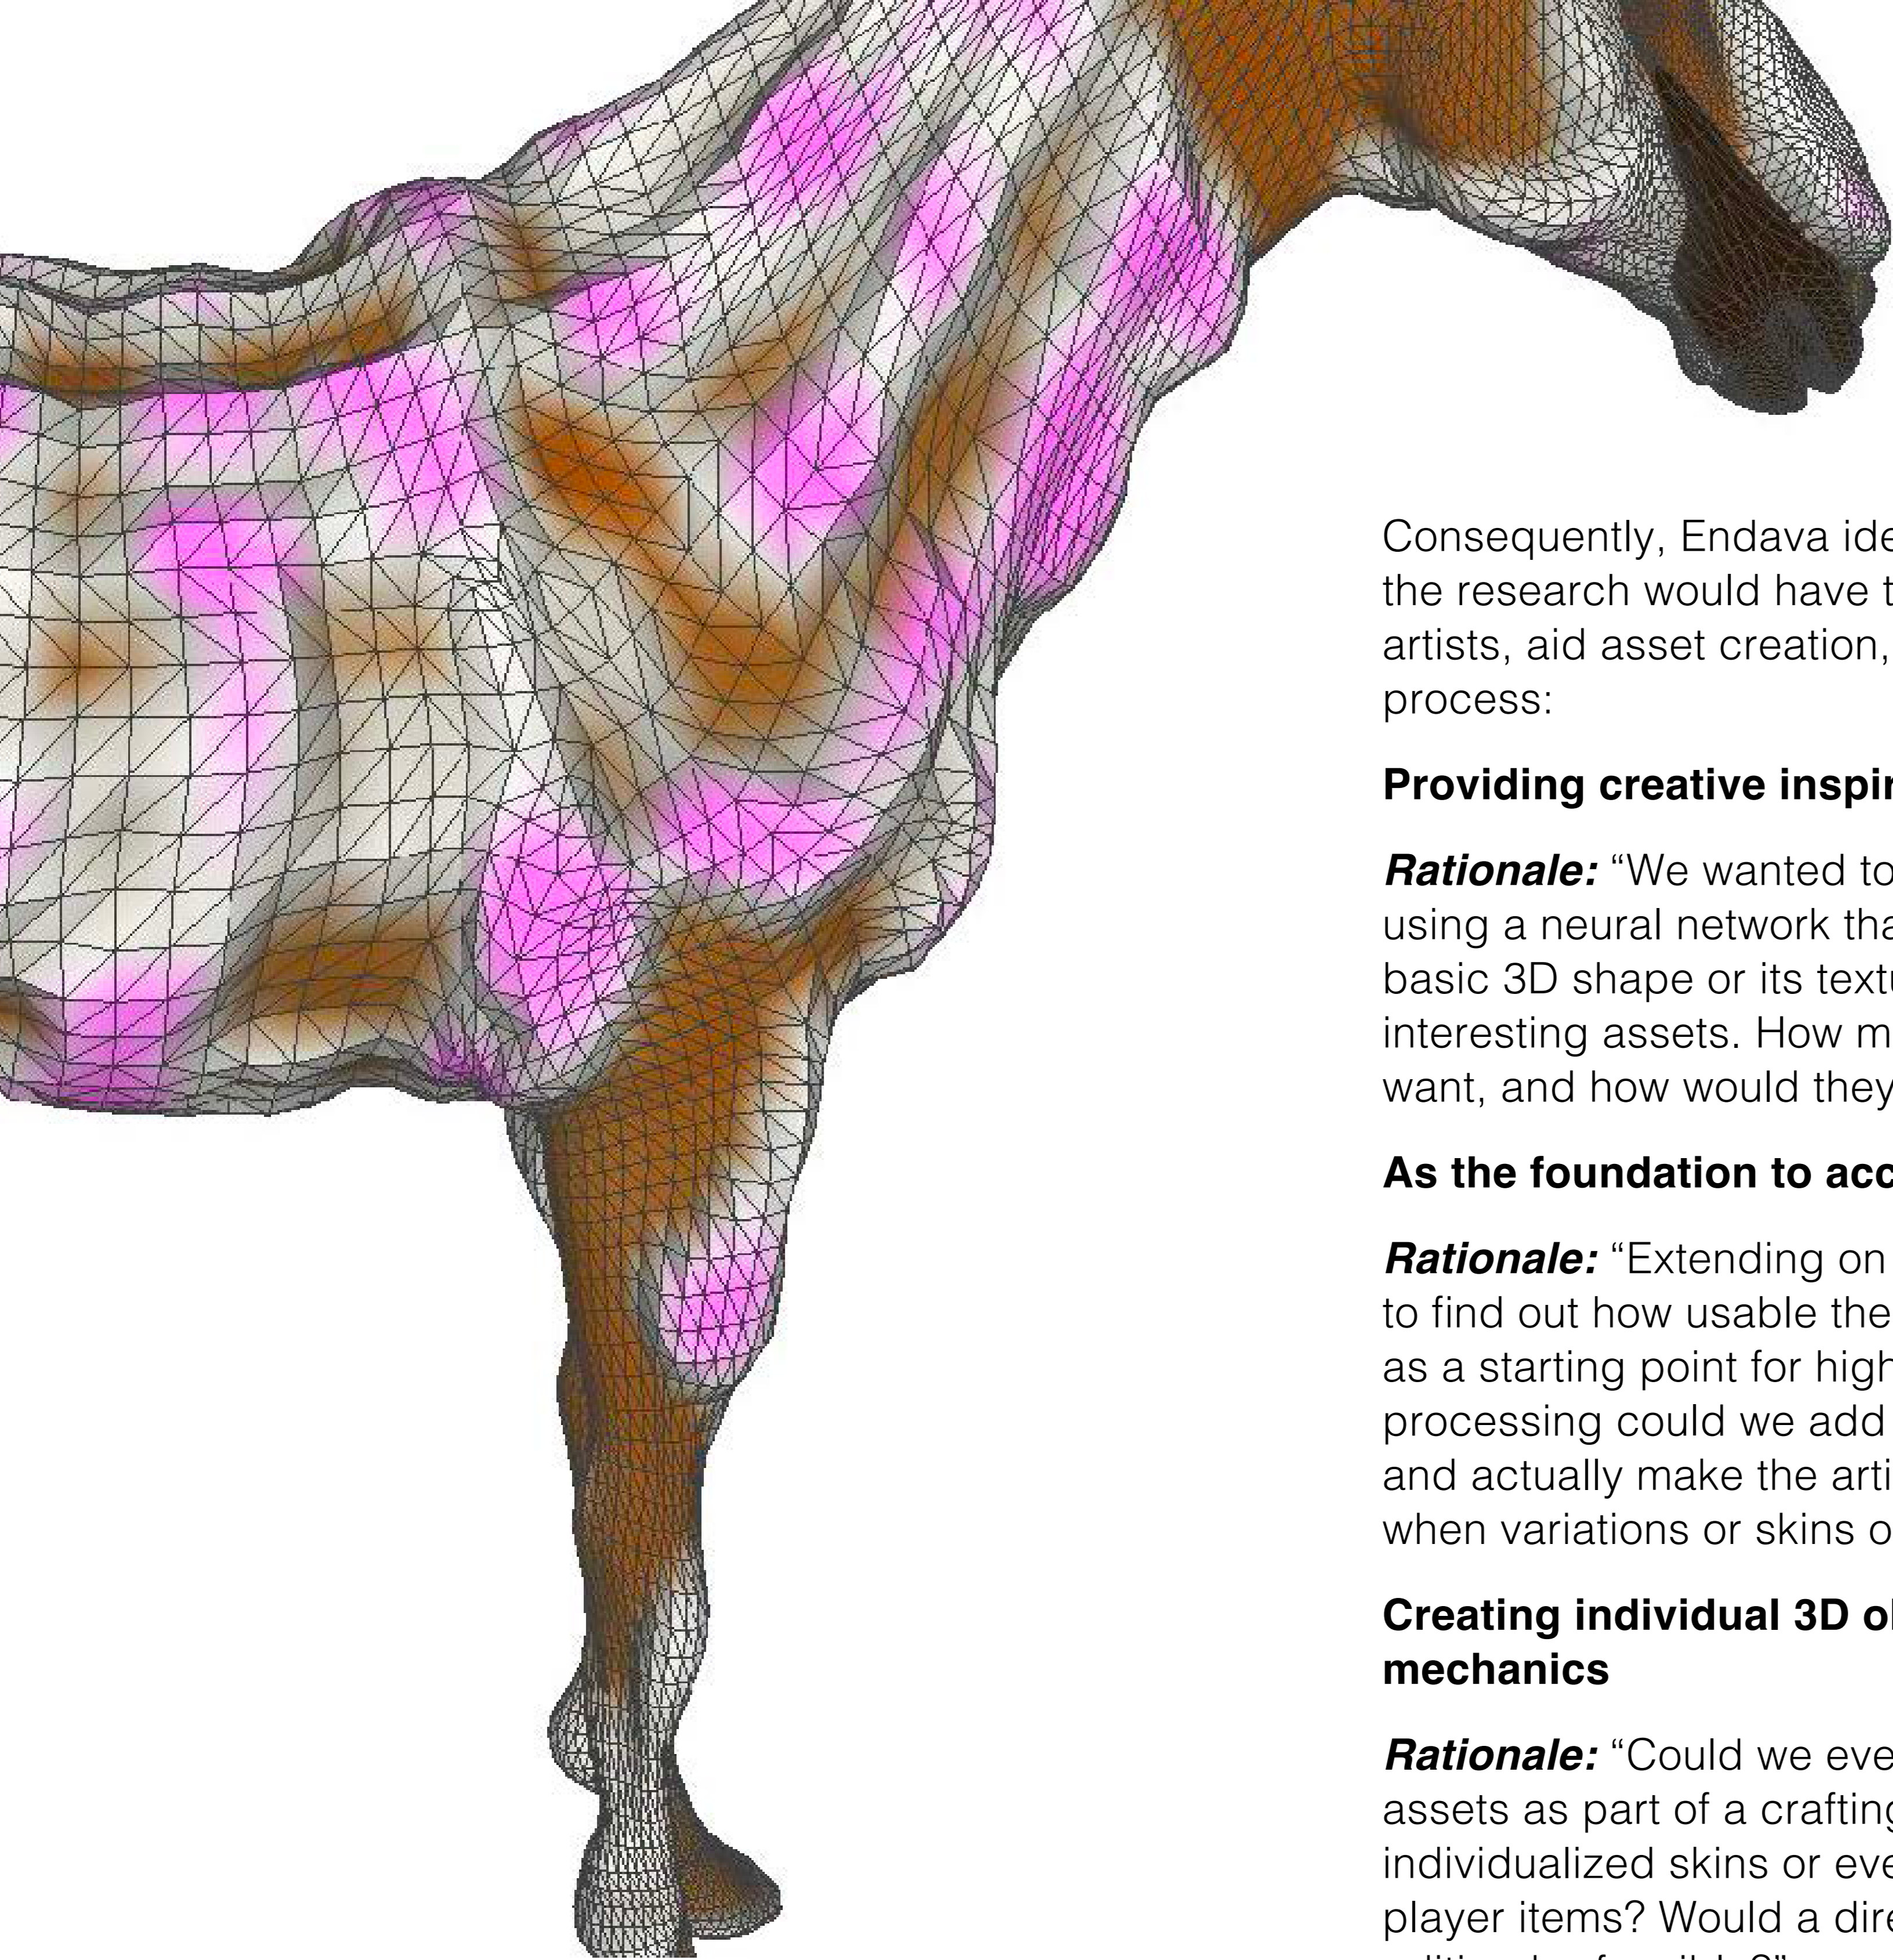 Consequently, Endava ide
the research would have t
artists, aid asset creation,
process:
Providing creative inspir
Rationale: “We wanted to
using a neural network tha
basic 3D shape or its textu
interesting assets. How m
want, and how would they
As the foundation to acc
Rationale: “Extending on
to find out how usable the
as a starting point for high
processing could we add
and actually make the arti
when variations or skins o
Creating individual 3D ob
mechanics
Rationale: “Could we eve
assets as part of a crafting
individualized skins or eve
player items? Would a dire